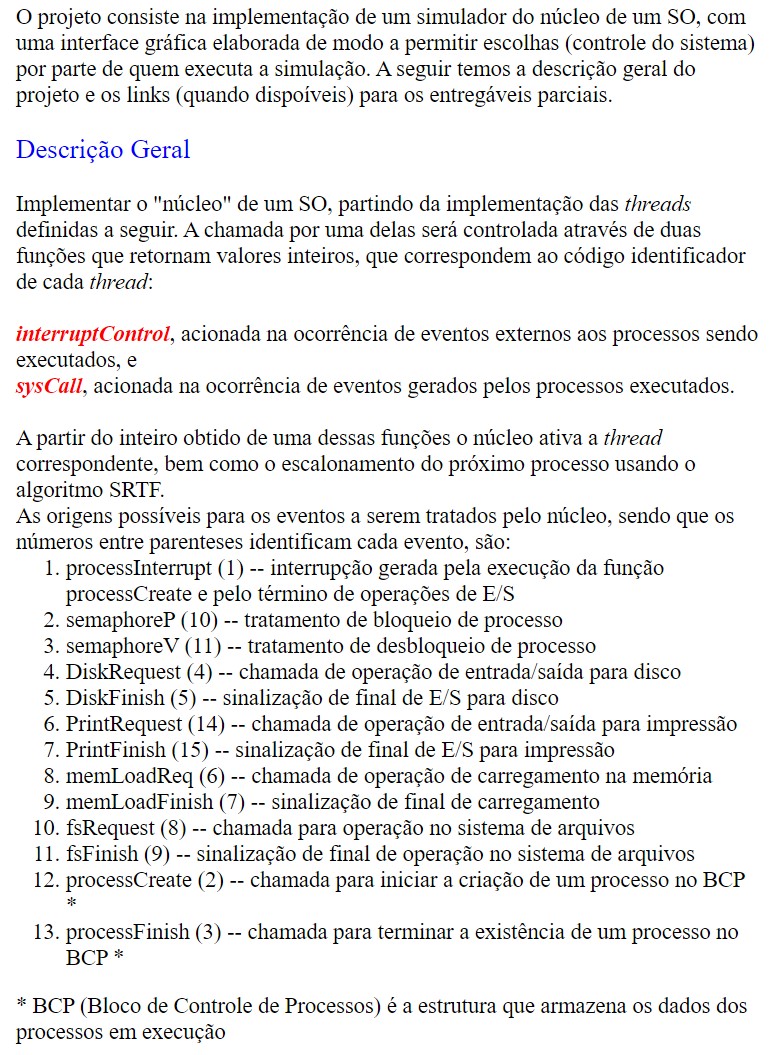 O projeto consiste na implementação de um simulador do núcleo de um SO, com
uma interface gráfica elaborada de modo a permitir escolhas (controle do sistema)
por parte de quem executa a simulação. A seguir temos a descrição geral do
projeto e os links (quando dispoíveis) para os entregáveis parciais.
Descrição Geral
Implementar o "núcleo" de um SO, partindo da implementação das threads
definidas a seguir. A chamada por uma delas será controlada através de duas
funções que retornam valores inteiros, que correspondem ao código identificador
de cada thread:
interruptControl, acionada na ocorrência de eventos externos aos processos sendo
executados, e
sysCall, acionada na ocorrência de eventos gerados pelos processos executados.
A partir do inteiro obtido de uma dessas funções o núcleo ativa a thread
correspondente, bem como o escalonamento do próximo processo usando o
algoritmo SRTF.
As origens possíveis para os eventos a serem tratados pelo núcleo, sendo que os
números entre parenteses identificam cada evento, são:
1. processInterrupt (1) -- interrupção gerada pela execução da função
processCreate e pelo término de operações de E/S
2. semaphoreP (10) -- tratamento de bloqueio de processo
3. semaphoreV (11) -- tratamento de desbloqueio de processo
4. DiskRequest (4) -- chamada de operação de entrada/saída para disco
5. DiskFinish (5) -- sinalização de final de E/S para disco
6. PrintRequest (14) -- chamada de operação de entrada/saída para impressão
7. PrintFinish (15) -- sinalização de final de E/S para impressão
8. memLoadReq (6) -- chamada de operação de carregamento na memória
9. memLoadFinish (7) -- sinalização de final de carregamento
10. fsRequest (8) -- chamada para operação no sistema de arquivos
11. fsFinish (9) -- sinalização de final de operação no sistema de arquivos
12. processCreate (2) -- chamada para iniciar a criação de um processo no BCP
*
13. processFinish (3) -- chamada para terminar a existência de um processo no
BCP *
* BCP (Bloco de Controle de Processos) é a estrutura que armazena os dados dos
processos em execução